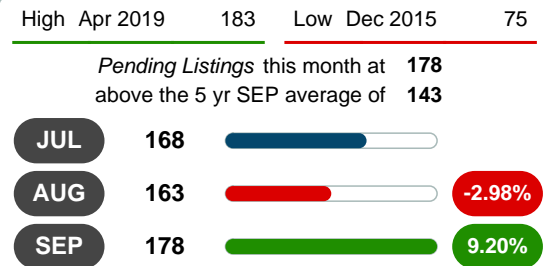 High Apr 2019 183 Low Dec 2015 75
Pending Listings this month at 178
above the 5 yr SEP average of 143
JUL 168
AUG 163 -2.98%
SEP 178 9.20%